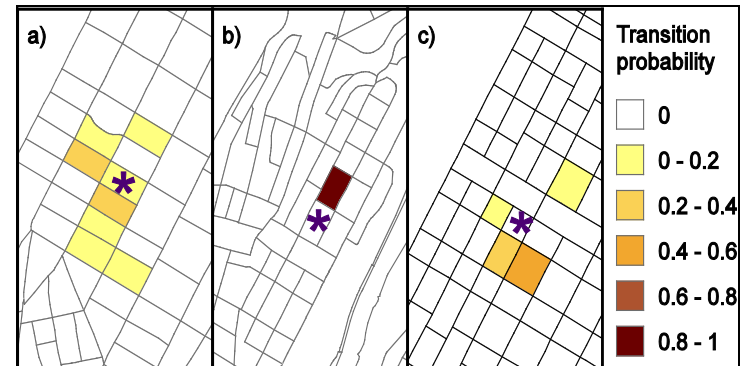 a)
b)
c)
Transition
probability
0
0 - 0.2
0.2 - 0.4
0.4 - 0.6
0.6 - 0.8
0.8 - 1